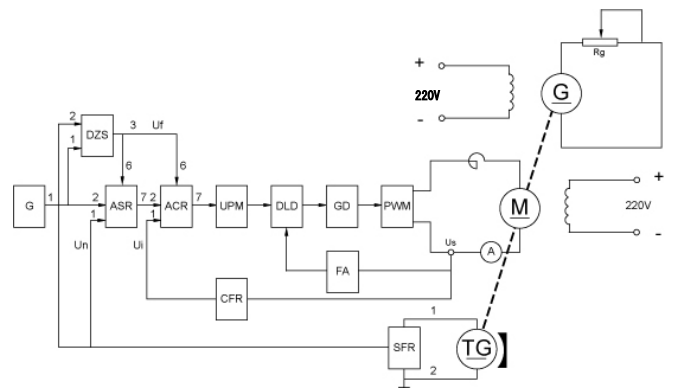 Rg
G
+
220V
-
2
DZS
3
Uf
1
6
6
G
1
2
ASR
7
2
ACR
7
UPM
DLD
GD
PWM
M
+
220V
-
1
1
Un
Ui
Us
A
FA
CFR
1
SFR
TG
2